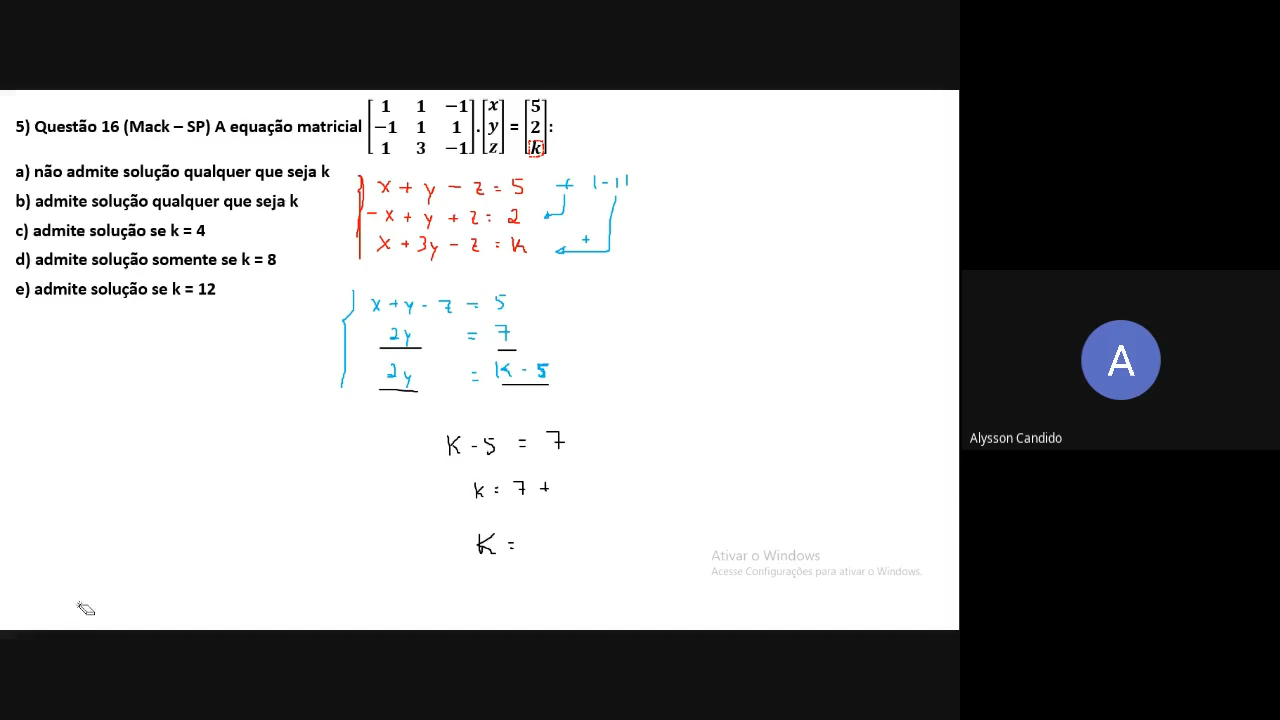 5) Questão 16 (Mack – SP) A equação matricial [1 1 −1 −1 1 1 1 3 −1] . [x y z] = [5 2 k] :
a) não admite solução qualquer que seja k
b) admite solução qualquer que seja k
c) admite solução se k = 4
d) admite solução somente se k = 8
e) admite solução se k = 12
x + y - z = 5 + (-1)
- x + y + z = 2
x + 3y - z = k +
x + y - z = 5
2y = 7
2y = k - 5
k - 5 = 7
k = 7 +
k =
Ativar o Windows
Acesse Configurações para ativar o Windows.
A
Alysson Candido